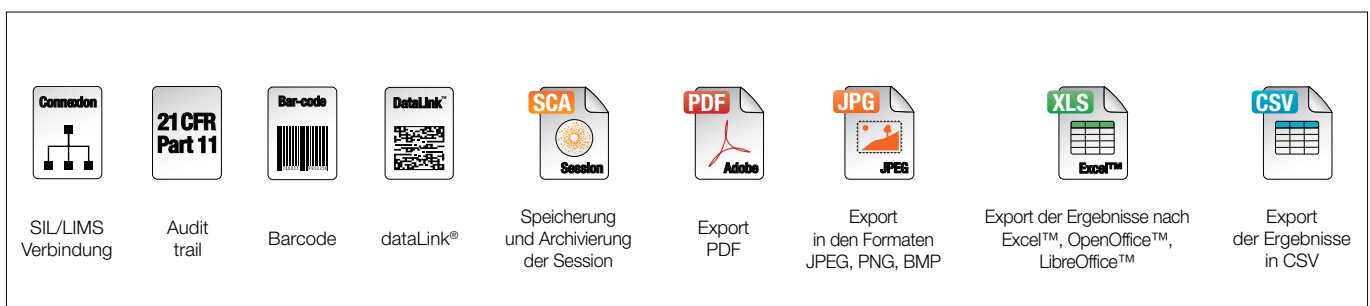 Connexion
21 CFR
Part 11
Bar-code
DataLink™
SCA
Session
PDF
Adobe
JPG
JPEG
XLS
Excel™
CSV
SIL/LIMS
Verbindung
Audit
trail
Barcode
dataLink®
Speicherung
und Archivierung
der Session
Export
PDF
Export
in den Formaten
JPEG, PNG, BMP
Export der Ergebnisse nach
Excel™, OpenOffice™,
LibreOffice™
Export
der Ergebnisse
in CSV